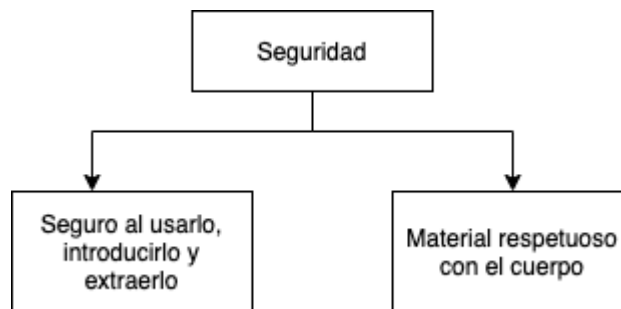 Seguridad
Seguro al usarlo,
introducirlo y
extraerlo
Material respetuoso
con el cuerpo